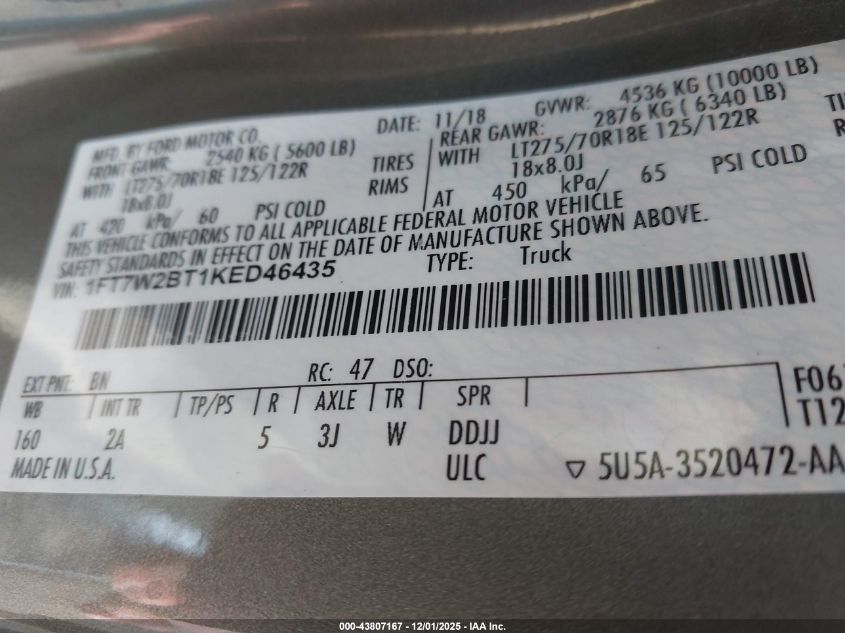 MFD. BY FORD MOTOR CO. DATE: 11/18 GVWR: 4536 KG (10000 LB)
FRONT GAWR: 2540 KG ( 5600 LB) REAR GAWR: 2876 KG ( 6340 LB)
WITH LT275/70R18E 125/122R TIRES WITH LT275/70R18E 125/122R TI
18x8.0J RIMS 18x8.0J R
AT 420 kPa/ 60 PSI COLD AT 450 kPa/ 65 PSI COLD
THIS VEHICLE CONFORMS TO ALL APPLICABLE FEDERAL MOTOR VEHICLE
SAFETY STANDARDS IN EFFECT ON THE DATE OF MANUFACTURE SHOWN ABOVE.
VIN: 1FT7W2BT1KED46435 TYPE: Truck
EXT PNT: BN RC: 47 DSO:
WB INT TR TP/PS R AXLE TR SPR F06
160 2A 5 3J W DDJJ T12
MADE IN U.S.A. ULC ▽ 5U5A-3520472-AA
000-43807167 - 12/01/2025 - IAA Inc.